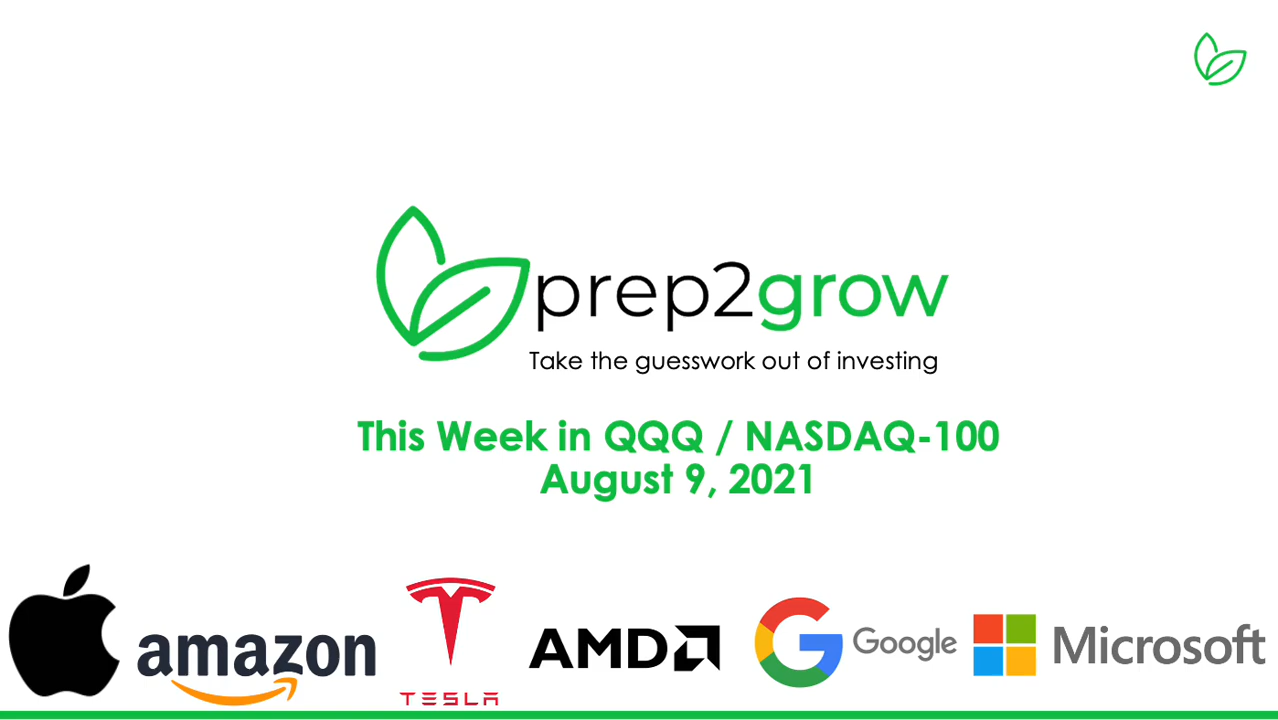 prep2grow
Take the guesswork out of investing
This Week in QQQ / NASDAQ-100
August 9, 2021
amazon
TESLA
AMD
Google
Microsoft